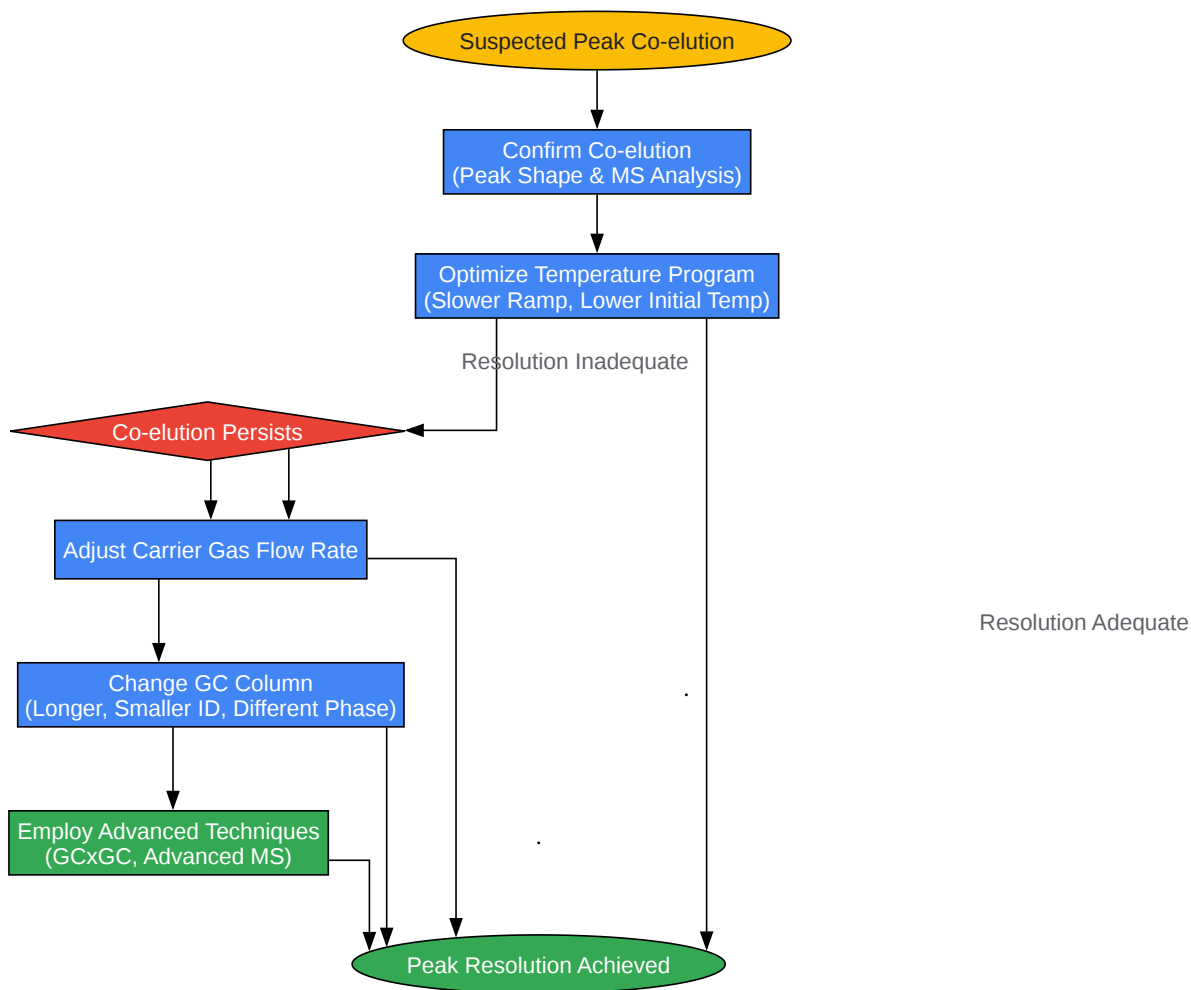 Suspected Peak Co-elution
Confirm Co-elution
(Peak Shape & MS Analysis)
Optimize Temperature Program
(Slower Ramp, Lower Initial Temp)
Resolution Inadequate
Co-elution Persists
Adjust Carrier Gas Flow Rate
Resolution Adequate
Change GC Column
(Longer, Smaller ID, Different Phase)
Employ Advanced Techniques
(GCxGC, Advanced MS)
Peak Resolution Achieved